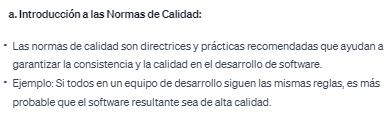 a. Introducción a las Normas de Calidad:
• Las normas de calidad son directrices y prácticas recomendadas que ayudan a
garantizar la consistencia y la calidad en el desarrollo de software.
• Ejemplo: Si todos en un equipo de desarrollo siguen las mismas reglas, es más
probable que el software resultante sea de alta calidad.